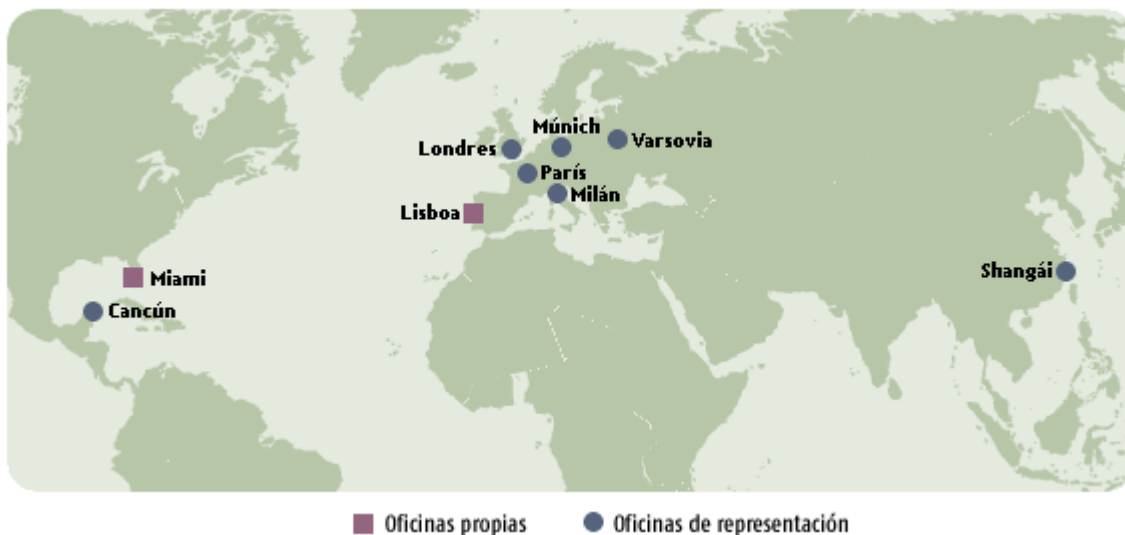 Múnich
Varsovia
Londres
París
Milán
Lisboa
Shangái
Miami
Cancún
Oficinas propias
Oficinas de representación